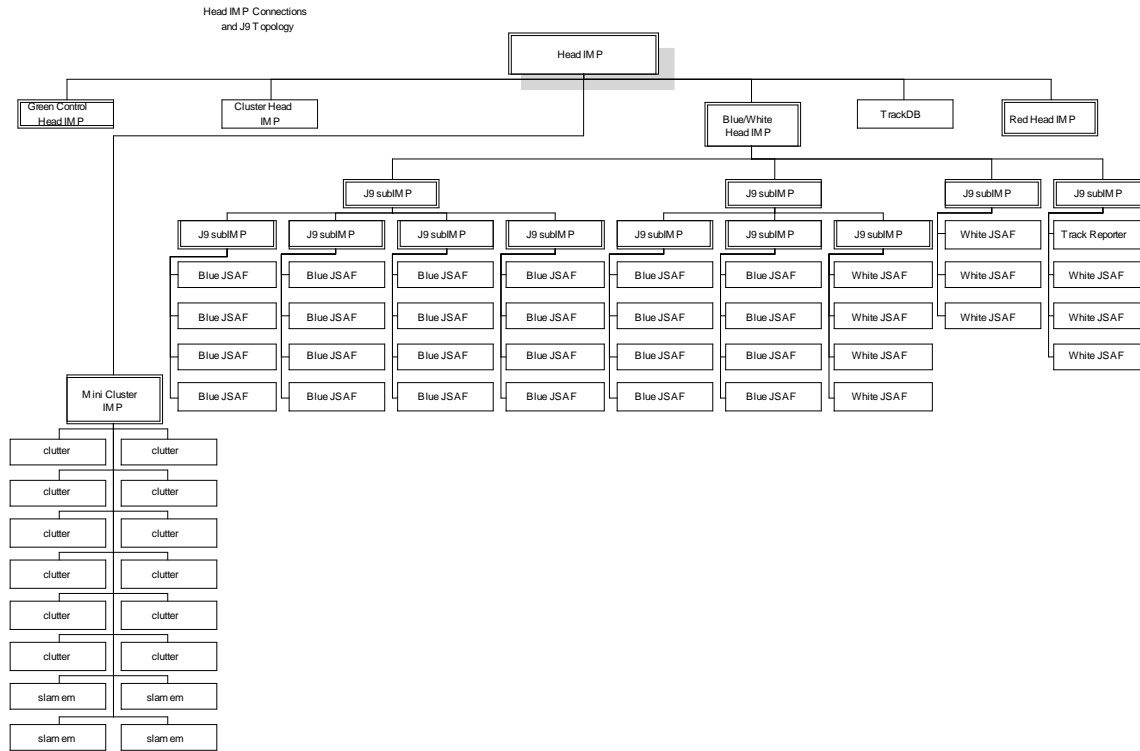 Head IMP Connections
and J9 Topology
Head IMP
Green Control
Head IMP
Cluster Head
IMP
Blue/White
Head IMP
TrackDB
Red Head IMP
J9 subIMP
J9 subIMP
J9 subIMP
J9 subIMP
J9 subIMP
J9 subIMP
J9 subIMP
J9 subIMP
J9 subIMP
J9 subIMP
J9 subIMP
White JSAF
Track Reporter
Blue JSAF
Blue JSAF
Blue JSAF
Blue JSAF
Blue JSAF
Blue JSAF
White JSAF
White JSAF
White JSAF
Blue JSAF
Blue JSAF
Blue JSAF
Blue JSAF
Blue JSAF
Blue JSAF
White JSAF
White JSAF
White JSAF
Blue JSAF
Blue JSAF
Blue JSAF
Blue JSAF
Blue JSAF
Blue JSAF
White JSAF
White JSAF
Blue JSAF
Blue JSAF
Blue JSAF
Blue JSAF
Blue JSAF
Blue JSAF
White JSAF
Mini Cluster
IMP
clutter
clutter
clutter
clutter
clutter
clutter
clutter
clutter
clutter
clutter
clutter
clutter
slamem
slamem
slamem
slamem